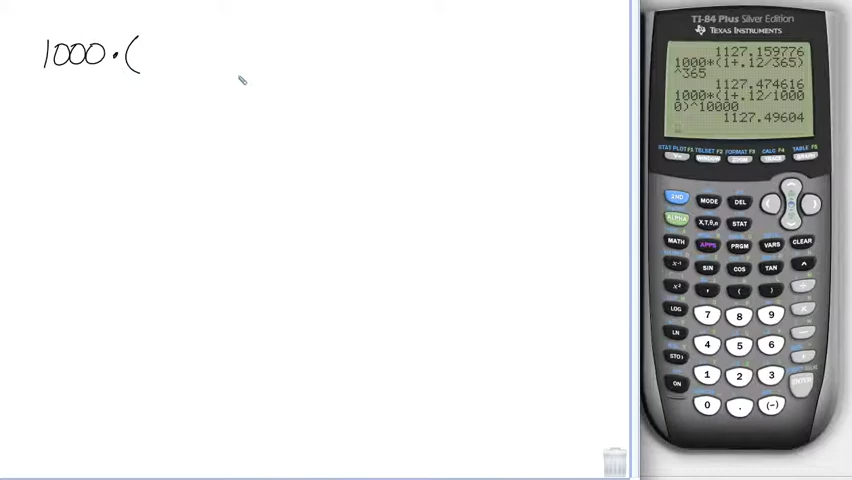 1000 · (
TI-84 Plus Silver Edition
TEXAS INSTRUMENTS
1127.159776
1000*(1+.12/365)
^365
1127.474616
1000*(1+.12/1000
0)^10000
1127.49604
STAT PLOT F1 TBLSET F2 FORMAT F3 CALC F4 TABLE F5
Y= WINDOW ZOOM TRACE GRAPH
2ND MODE DEL
ALPHA X,T,θ,n STAT
MATH APPS PRGM VARS CLEAR
x-1 SIN COS TAN ^
x² , ( ) ÷
LOG 7 8 9 ×
LN 4 5 6 −
STO› 1 2 3 +
ON 0 . (-) ENTER